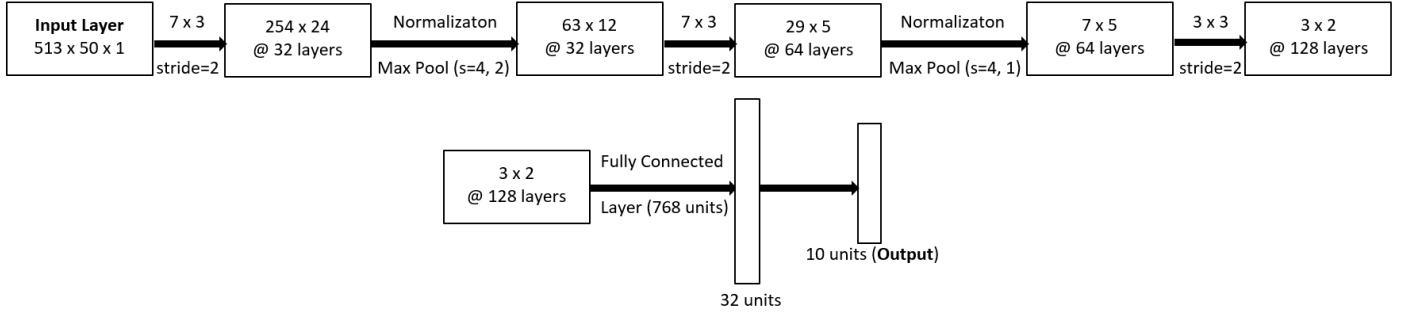 Input Layer
513 x 50 x 1
7 x 3
stride=2
254 x 24
@ 32 layers
Normalizaton
Max Pool (s=4, 2)
63 x 12
@ 32 layers
7 x 3
stride=2
29 x 5
@ 64 layers
Normalizaton
Max Pool (s=4, 1)
7 x 5
@ 64 layers
3 x 3
stride=2
3 x 2
@ 128 layers
3 x 2
@ 128 layers
Fully Connected
Layer (768 units)
32 units
10 units (Output)